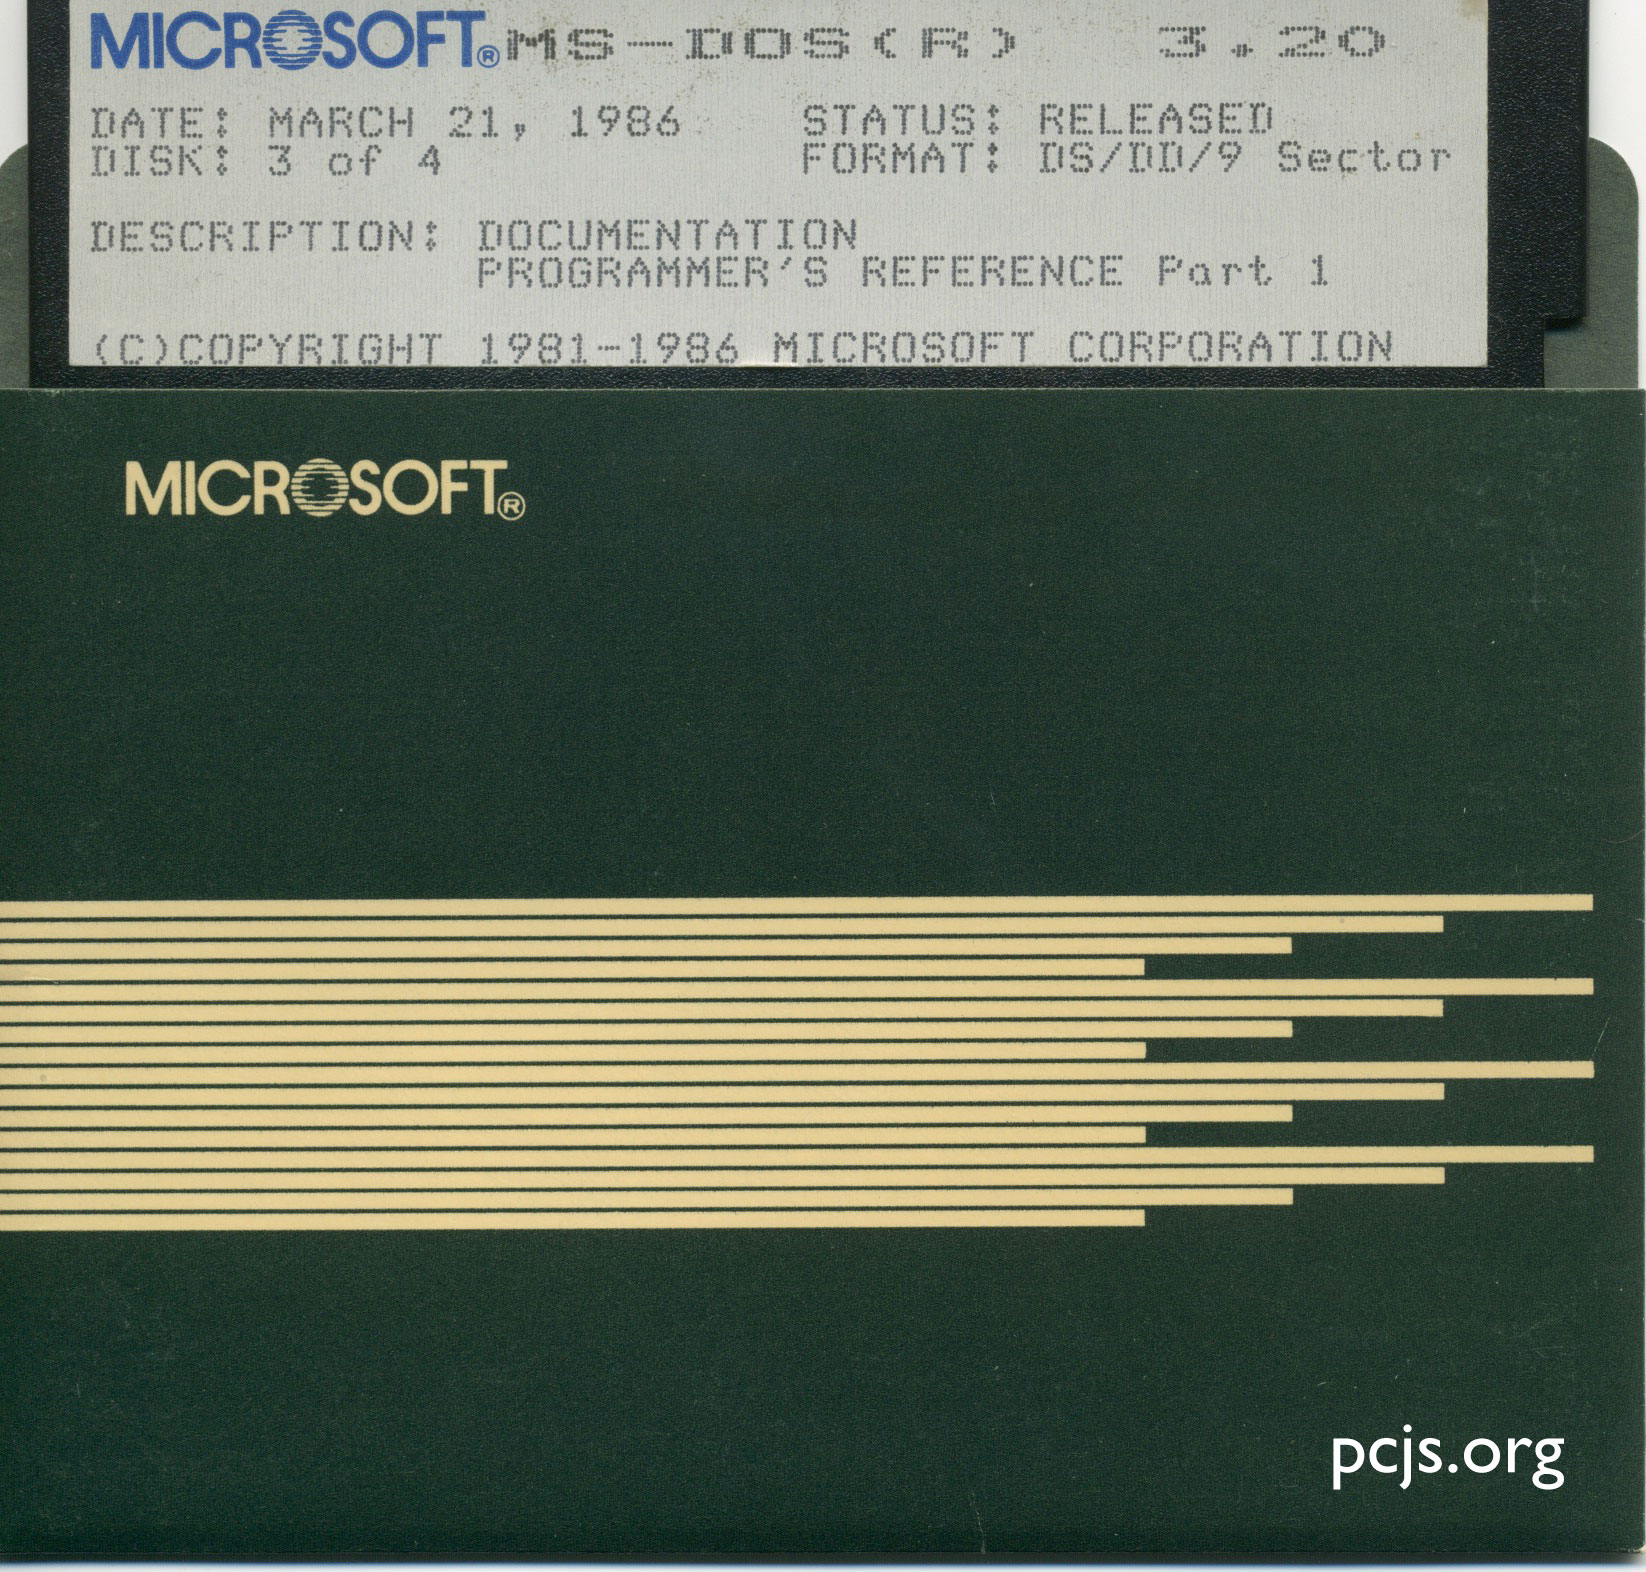 MICROSOFT® MS-DOS(R) 3.20
DATE: MARCH 21, 1986 STATUS: RELEASED
DISK: 3 of 4 FORMAT: DS/DD/9 Sector
DESCRIPTION: DOCUMENTATION
PROGRAMMER'S REFERENCE Part 1
(C)COPYRIGHT 1981-1986 MICROSOFT CORPORATION
MICROSOFT®
pcjs.org